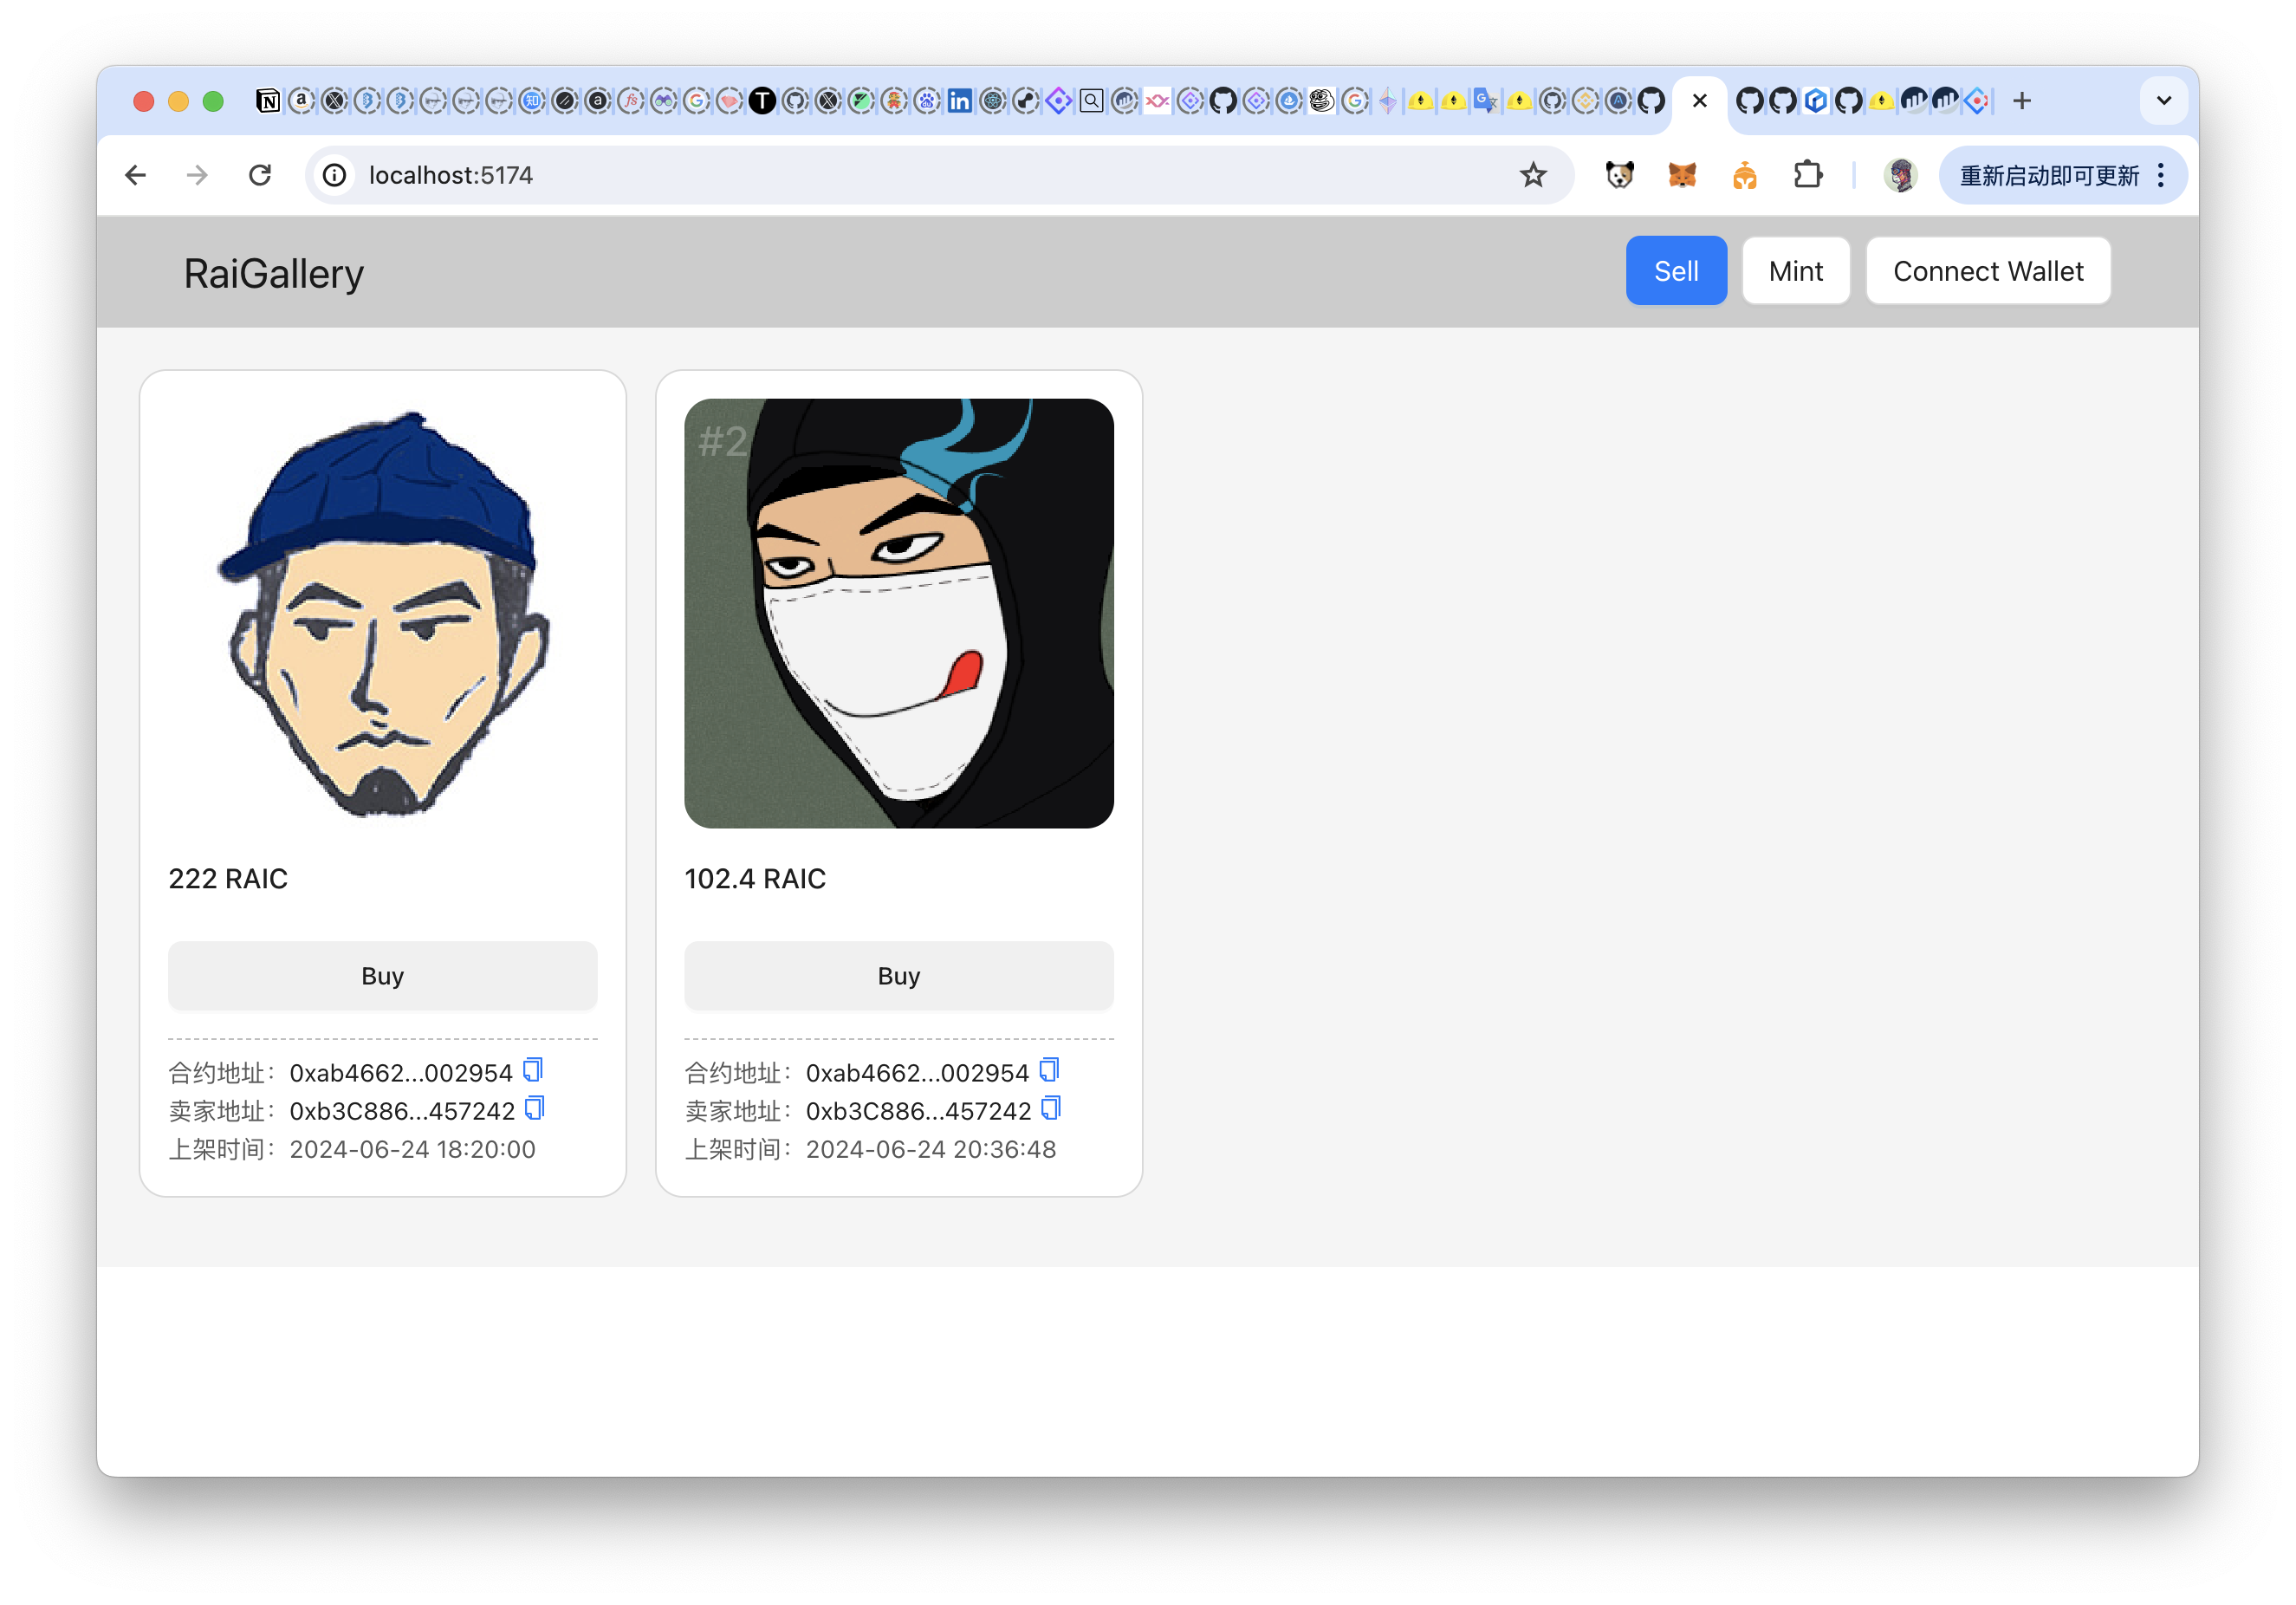 localhost:5174
重新启动即可更新
RaiGallery
Sell
Mint
Connect Wallet
#2
222 RAIC
102.4 RAIC
Buy
Buy
合约地址：0xab4662...002954
卖家地址：0xb3C886...457242
上架时间：2024-06-24 18:20:00
合约地址：0xab4662...002954
卖家地址：0xb3C886...457242
上架时间：2024-06-24 20:36:48